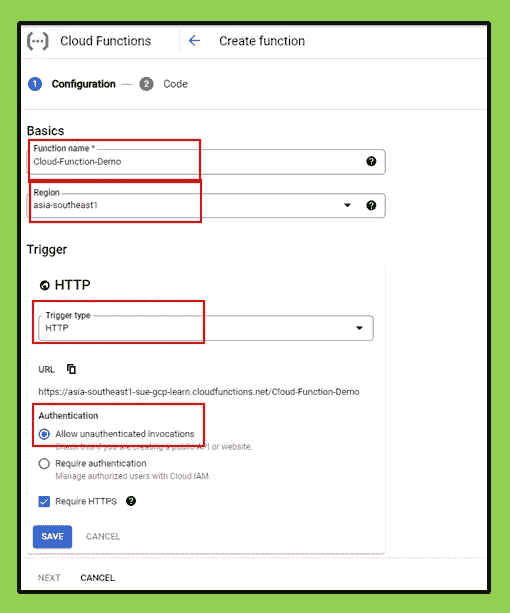 Cloud Functions
Create function
1 Configuration — 2 Code
Basics
Function name *
Cloud-Function-Demo
Region
asia-southeast1
Trigger
HTTP
Trigger type
HTTP
URL
https://asia-southeast1-sue-gcp-learn.cloudfunctions.net/Cloud-Function-Demo
Authentication
Allow unauthenticated invocations
Check this if you are creating a public API or website.
Require authentication
Manage authorized users with Cloud IAM.
Require HTTPS
SAVE CANCEL
NEXT CANCEL